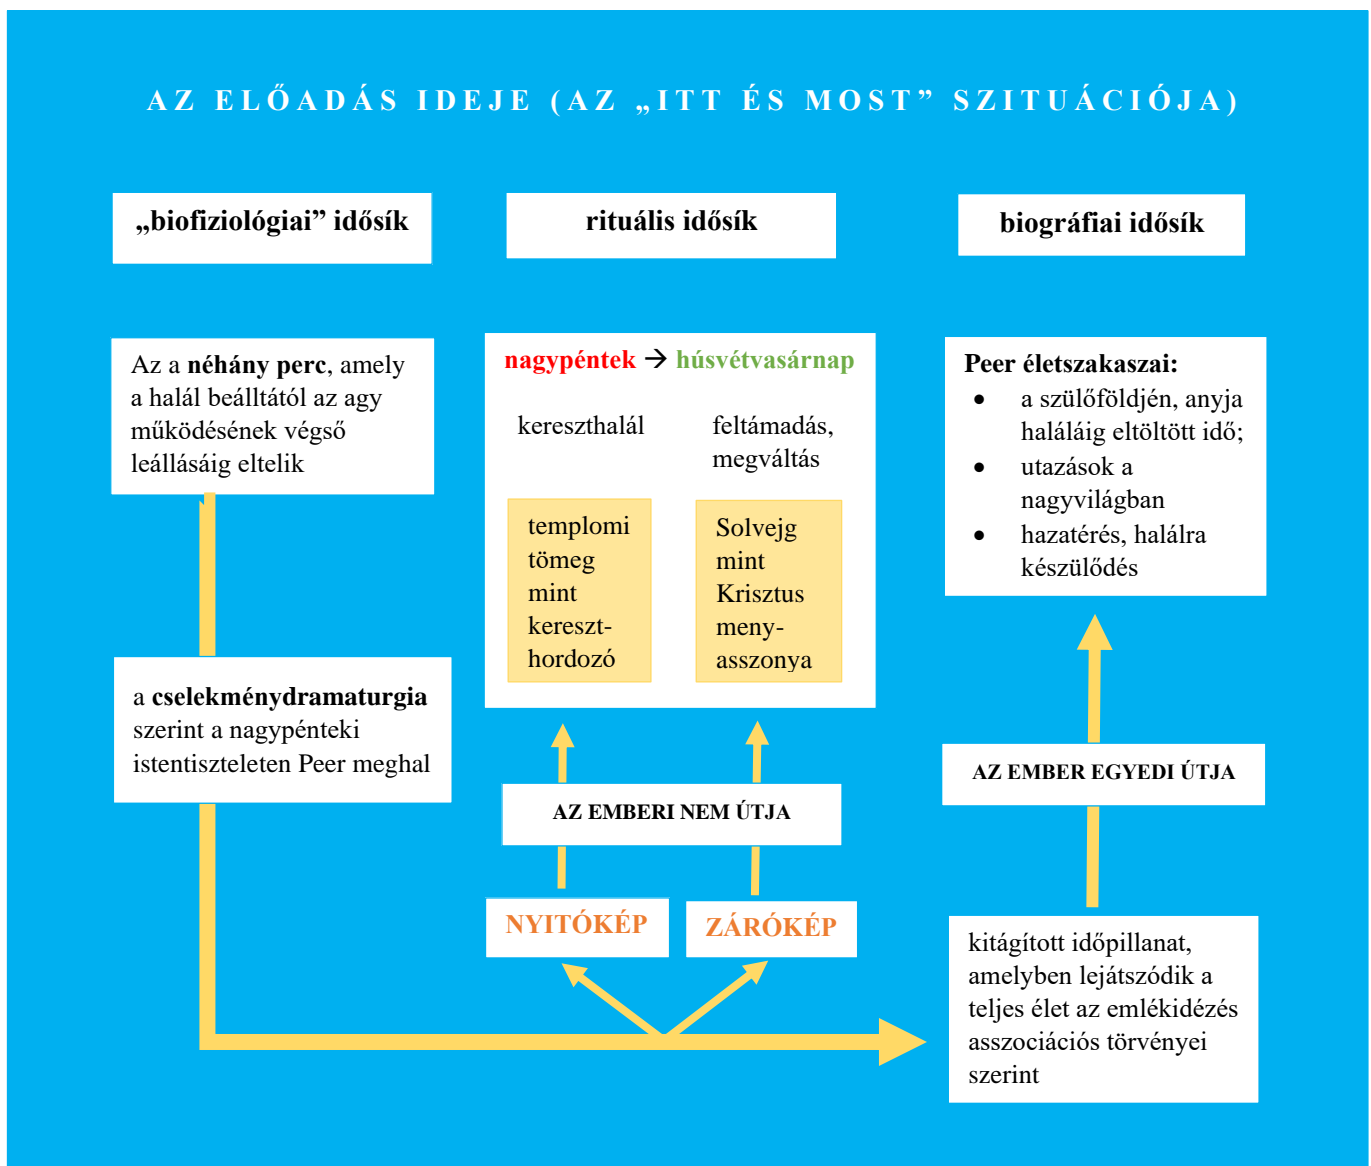 AZ ELŐADÁS IDEJE (AZ „ITT ÉS MOST” SZITUÁCIÓJA)
„biofiziológiai” idősík
rituális idősík
biográfiai idősík
Az a néhány perc, amely
a halál beálltától az agy
működésének végső
leállásáig eltelik
a cselekménydramaturgia
szerint a nagypénteki
istentiszteleten Peer meghal
nagypéntek → húsvétvasárnap
kereszthalál
feltámadás,
megváltás
templomi
tömeg
mint
kereszt-
hordozó
Solvejg
mint
Krisztus
meny-
asszonya
AZ EMBERI NEM ÚTJA
NYITÓKÉP
ZÁRÓKÉP
Peer életszakaszai:
• a szülőföldjén, anyja
haláláig eltöltött idő;
• utazások a
nagyvilágban
• hazatérés, halálra
készülődés
AZ EMBER EGYEDI ÚTJA
kitágított időpillanat,
amelyben lejátszódik a
teljes élet az emlékidézés
asszociációs törvényei
szerint